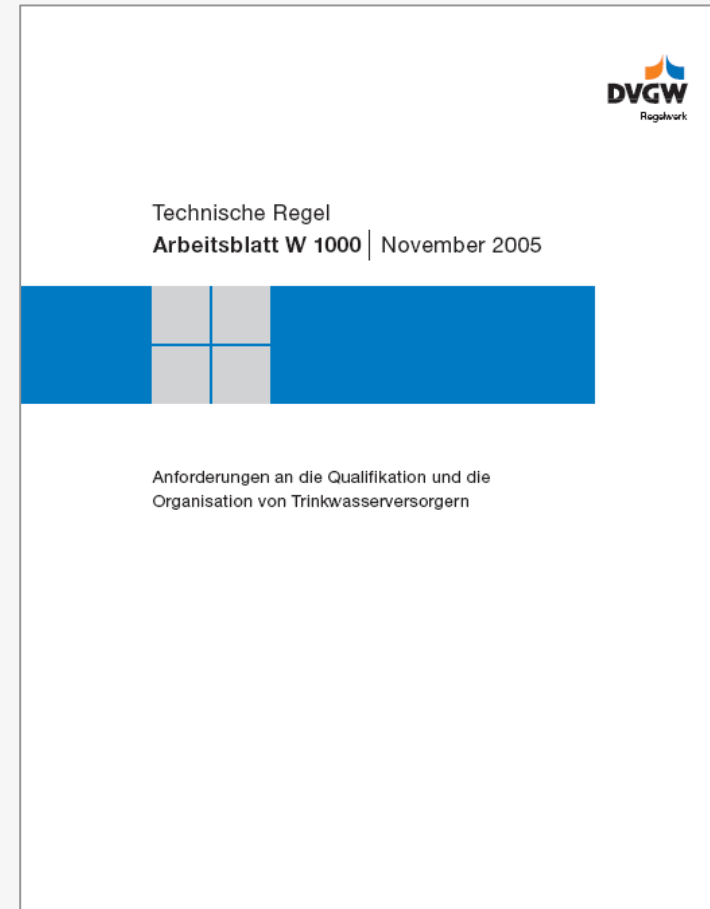 DVGW
Regelwerk
Technische Regel
Arbeitsblatt W 1000 | November 2005
Anforderungen an die Qualifikation und die
Organisation von Trinkwasserversorgern